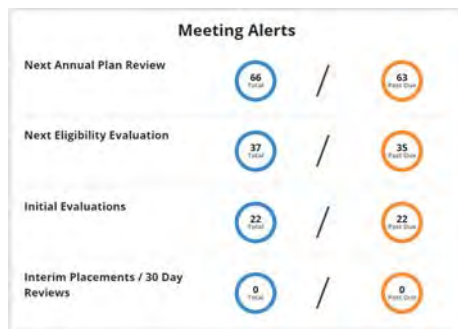 Meeting Alerts
Next Annual Plan Review
66
Total
/
63
Past Due
Next Eligibility Evaluation
37
Total
/
35
Past Due
Initial Evaluations
22
Total
/
22
Past Due
Interim Placements / 30 Day
Reviews
0
Total
/
0
Past Due